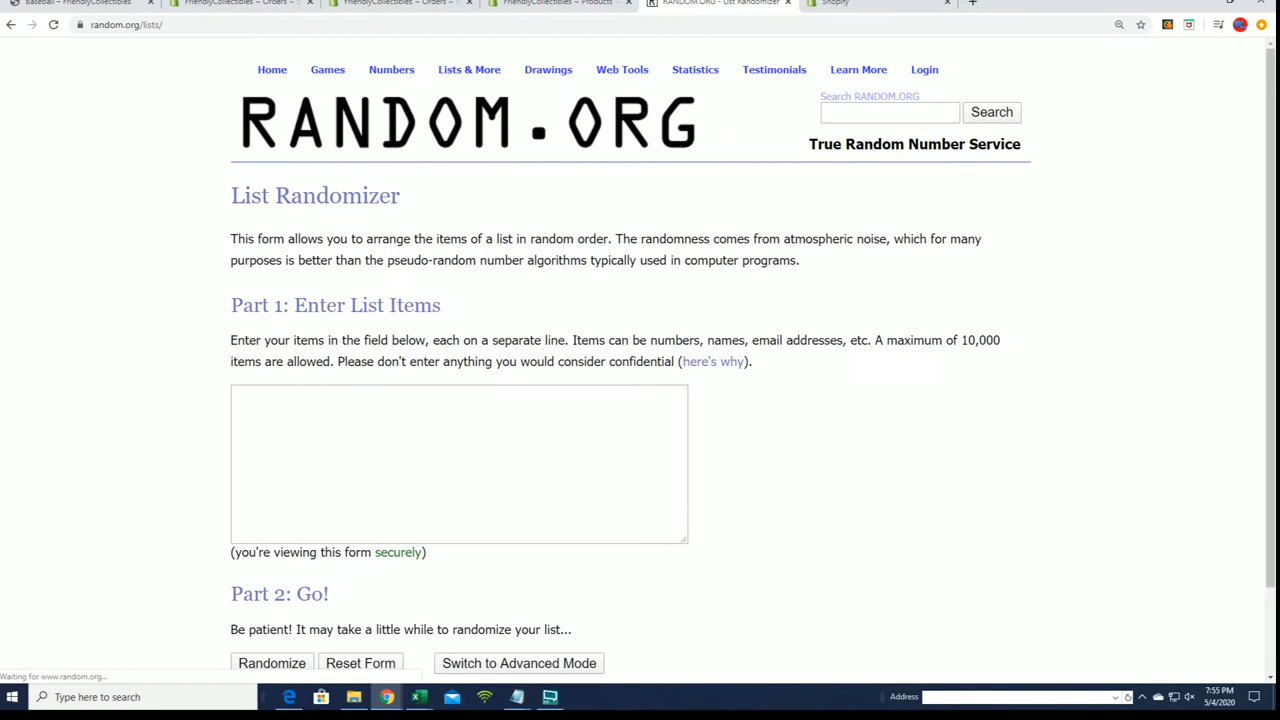 Baseball – FriendlyCollectibles
FriendlyCollectibles ~ Orders ~
FriendlyCollectibles ~ Orders ~
FriendlyCollectibles ~ Products ~
RANDOM.ORG - List Randomizer
Shopify
random.org/lists/
Home Games Numbers Lists & More Drawings Web Tools Statistics Testimonials Learn More Login
RANDOM.ORG
Search RANDOM.ORG
Search
True Random Number Service
List Randomizer
This form allows you to arrange the items of a list in random order. The randomness comes from atmospheric noise, which for many
purposes is better than the pseudo-random number algorithms typically used in computer programs.
Part 1: Enter List Items
Enter your items in the field below, each on a separate line. Items can be numbers, names, email addresses, etc. A maximum of 10,000
items are allowed. Please don't enter anything you would consider confidential (here's why).
(you're viewing this form securely)
Part 2: Go!
Be patient! It may take a little while to randomize your list...
Randomize Reset Form Switch to Advanced Mode
Waiting for www.random.org...
Type here to search
Address
7:55 PM
5/4/2020